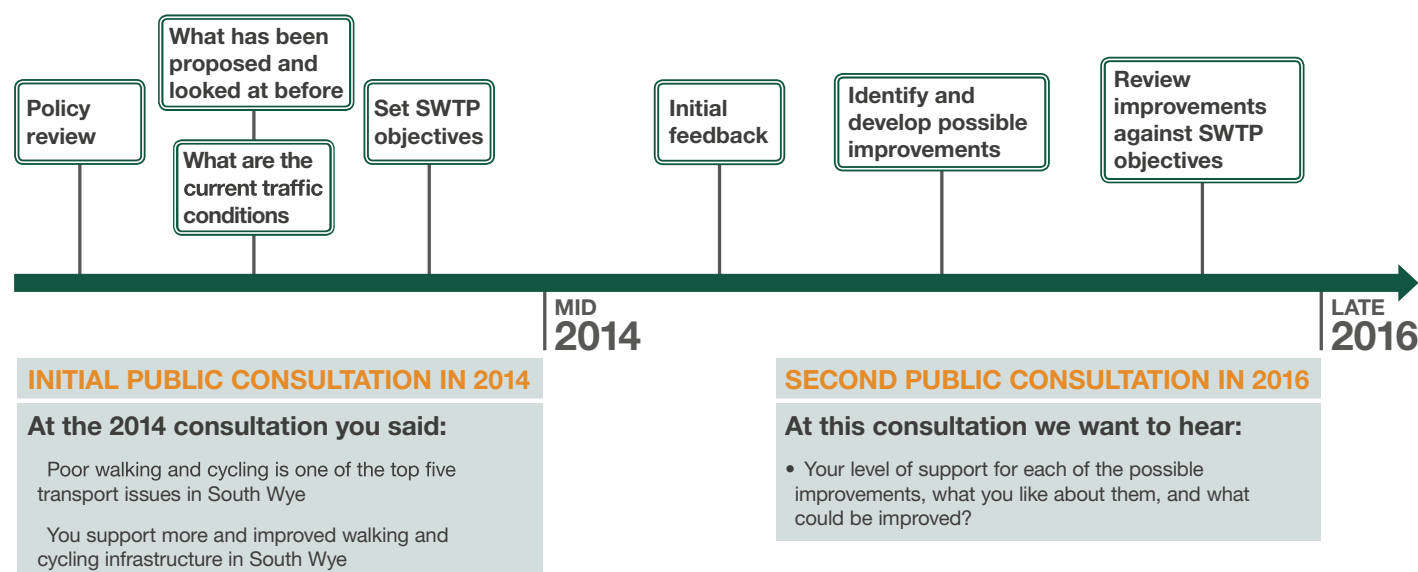 Policy
review
What has been
proposed and
looked at before
What are the
current traffic
conditions
Set SWTP
objectives
Initial
feedback
Identify and
develop possible
improvements
Review
improvements
against SWTP
objectives
MID
2014
LATE
2016
INITIAL PUBLIC CONSULTATION IN 2014
At the 2014 consultation you said:
Poor walking and cycling is one of the top five
transport issues in South Wye
You support more and improved walking and
cycling infrastructure in South Wye
SECOND PUBLIC CONSULTATION IN 2016
At this consultation we want to hear:
• Your level of support for each of the possible
improvements, what you like about them, and what
could be improved?